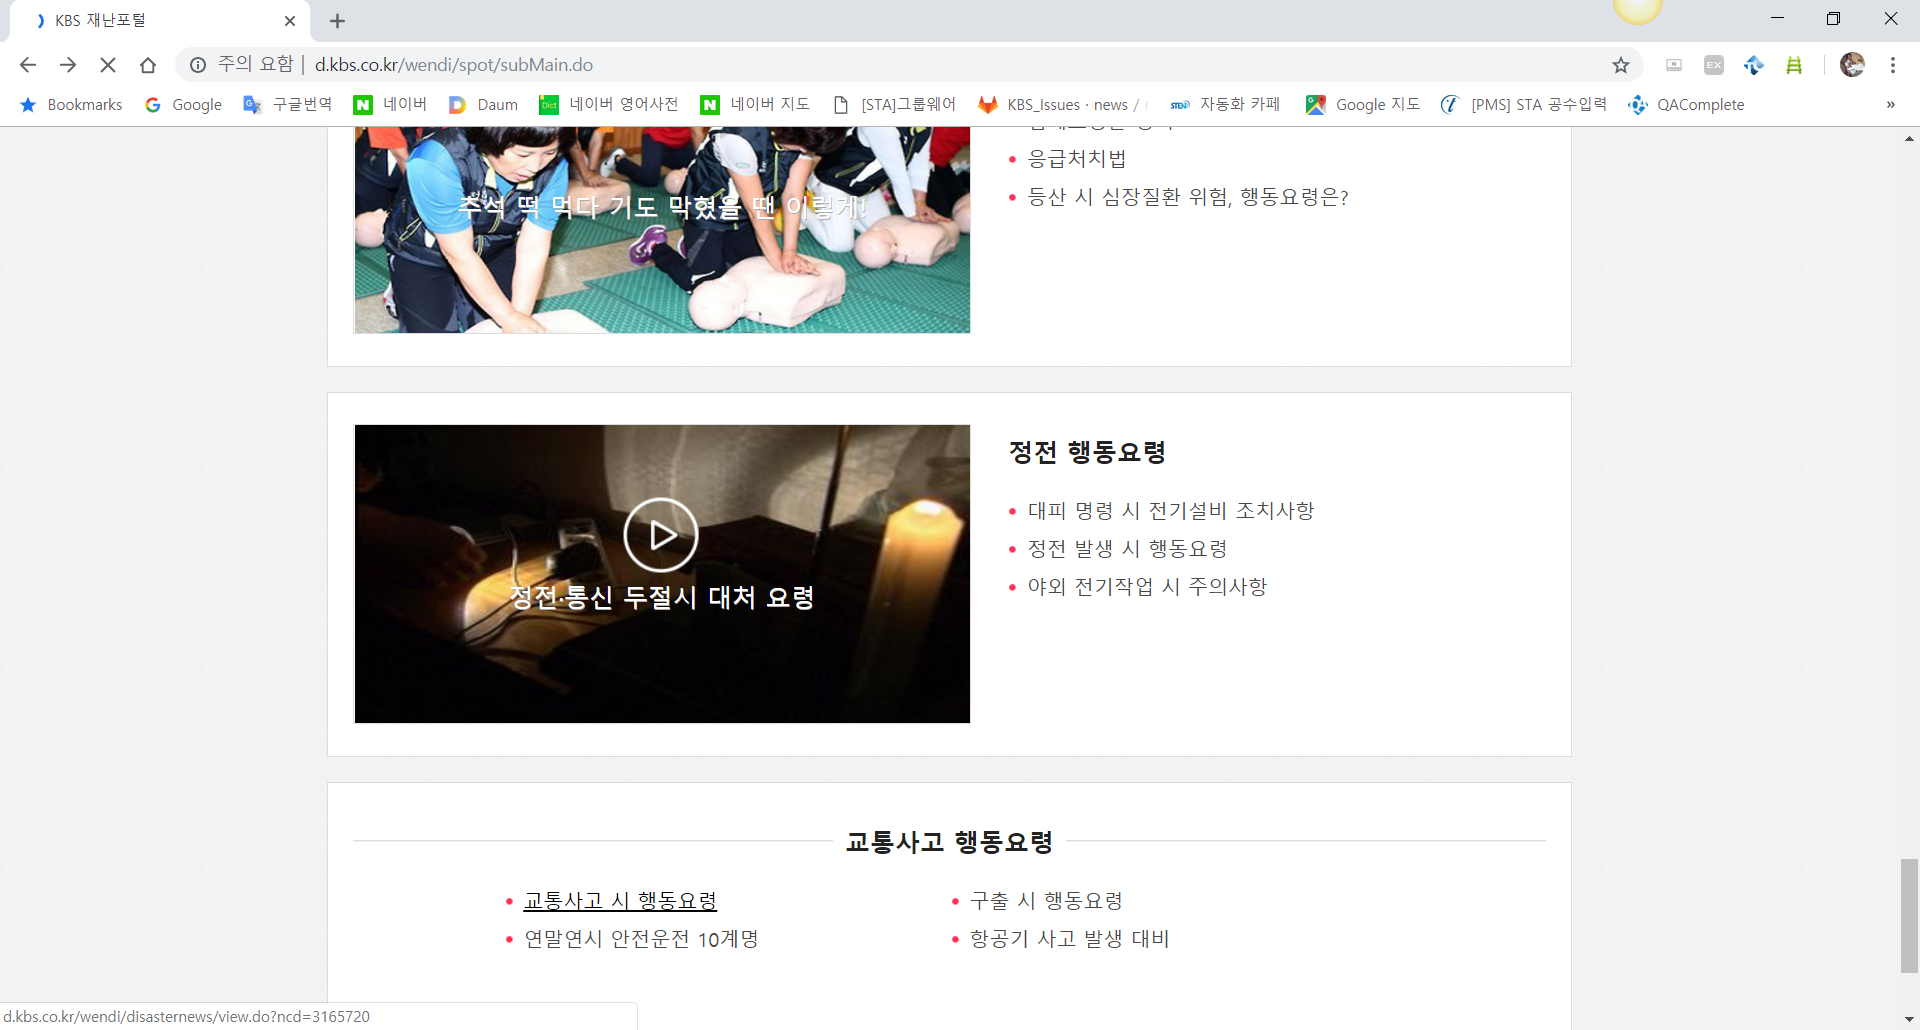 KBS 재난포털
주의 요함 | d.kbs.co.kr/wendi/spot/subMain.do
Bookmarks Google 구글번역 네이버 Daum 네이버 영어사전 네이버 지도 [STA]그룹웨어 KBS_Issues · news / 자동화 카페 Google 지도 [PMS] STA 공수입력 QAComplete »
추석 떡 먹다 기도 막혔을 땐 이렇게!
응급처치법
등산 시 심장질환 위험, 행동요령은?
정전·통신 두절시 대처 요령
정전 행동요령
대피 명령 시 전기설비 조치사항
정전 발생 시 행동요령
야외 전기작업 시 주의사항
교통사고 행동요령
교통사고 시 행동요령
연말연시 안전운전 10계명
구출 시 행동요령
항공기 사고 발생 대비
d.kbs.co.kr/wendi/disasternews/view.do?ncd=3165720